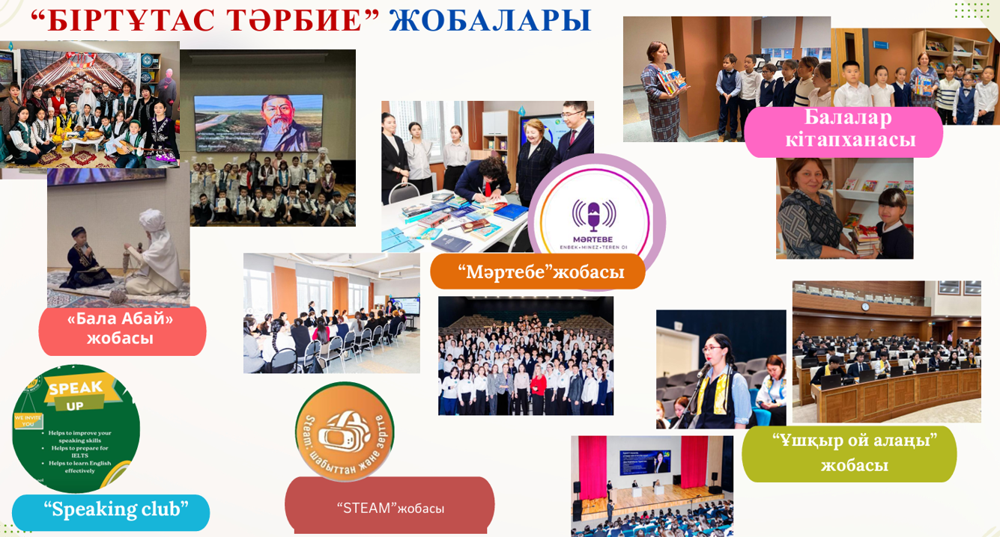 “БІРТҰТАС ТӘРБИЕ” ЖОБАЛАРЫ
Балалар
кітапханасы
МӘRTEBE
ENBEK•MINEZ•TEREN OI
“Мәртебе”жобасы
«Бала Абай»
жобасы
SPEAK
UP
WE INVITE
YOU
• Helps to improve your
speaking skills
• Helps to prepare for
IELTS
• Helps to learn English
effectively
“Speaking club”
Steam: шабыттан және зертте
“STEAM”жобасы
“Ұшқыр ой алаңы”
жобасы